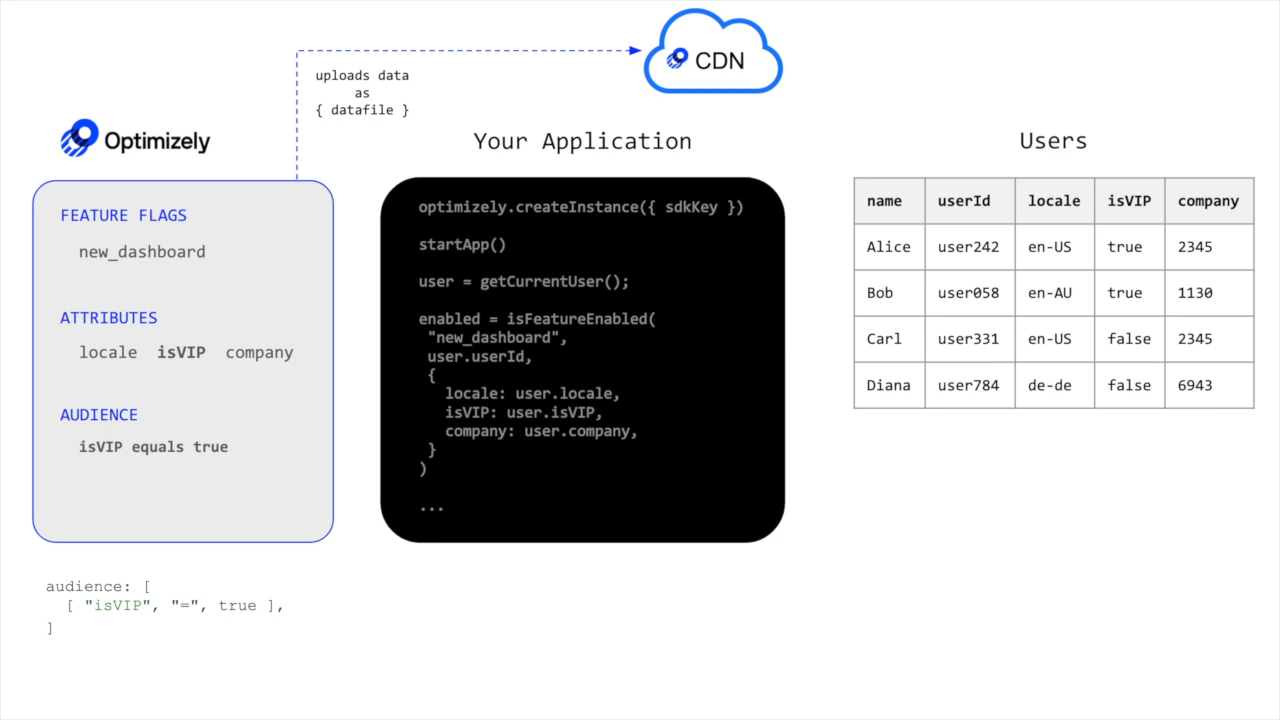 CDN
uploads data
as
{ datafile }
Optimizely
FEATURE FLAGS
new_dashboard
ATTRIBUTES
locale isVIP company
AUDIENCE
isVIP equals true
audience: [
[ "isVIP", "=", true ],
]
Your Application
optimizely.createInstance({ sdkKey })
startApp()
user = getCurrentUser();
enabled = isFeatureEnabled(
"new_dashboard",
user.userId,
{
locale: user.locale,
isVIP: user.isVIP,
company: user.company,
}
)
...
Users
name userId locale isVIP company
Alice user242 en-US true 2345
Bob user058 en-AU true 1130
Carl user331 en-US false 2345
Diana user784 de-de false 6943